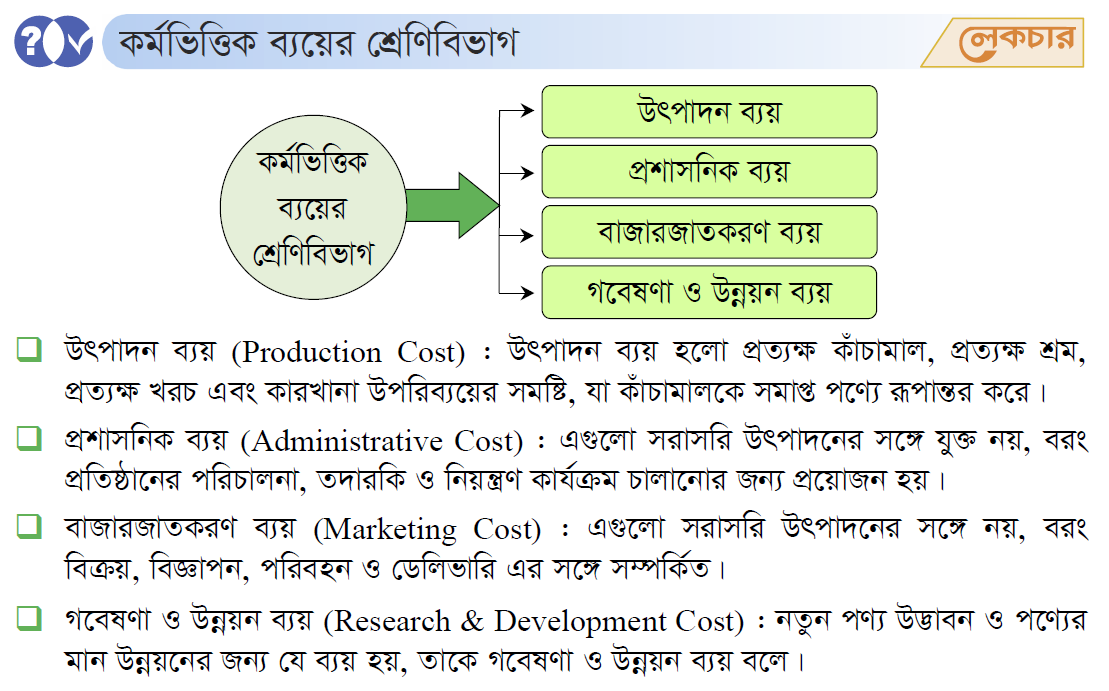 কর্মভিত্তিক ব্যয়ের শ্রেণিবিভাগ
লেকচার
কর্মভিত্তিক
ব্যয়ের
শ্রেণিবিভাগ
উৎপাদন ব্যয়
প্রশাসনিক ব্যয়
বাজারজাতকরণ ব্যয়
গবেষণা ও উন্নয়ন ব্যয়
উৎপাদন ব্যয় (Production Cost) : উৎপাদন ব্যয় হলো প্রত্যক্ষ কাঁচামাল, প্রত্যক্ষ শ্রম,
প্রত্যক্ষ খরচ এবং কারখানা উপরিব্যয়ের সমষ্টি, যা কাঁচামালকে সমাপ্ত পণ্যে রূপান্তর করে।
প্রশাসনিক ব্যয় (Administrative Cost) : এগুলো সরাসরি উৎপাদনের সঙ্গে যুক্ত নয়, বরং
প্রতিষ্ঠানের পরিচালনা, তদারকি ও নিয়ন্ত্রণ কার্যক্রম চালানোর জন্য প্রয়োজন হয়।
বাজারজাতকরণ ব্যয় (Marketing Cost) : এগুলো সরাসরি উৎপাদনের সঙ্গে নয়, বরং
বিক্রয়, বিজ্ঞাপন, পরিবহন ও ডেলিভারি এর সঙ্গে সম্পর্কিত।
গবেষণা ও উন্নয়ন ব্যয় (Research & Development Cost) : নতুন পণ্য উদ্ভাবন ও পণ্যের
মান উন্নয়নের জন্য যে ব্যয় হয়, তাকে গবেষণা ও উন্নয়ন ব্যয় বলে।